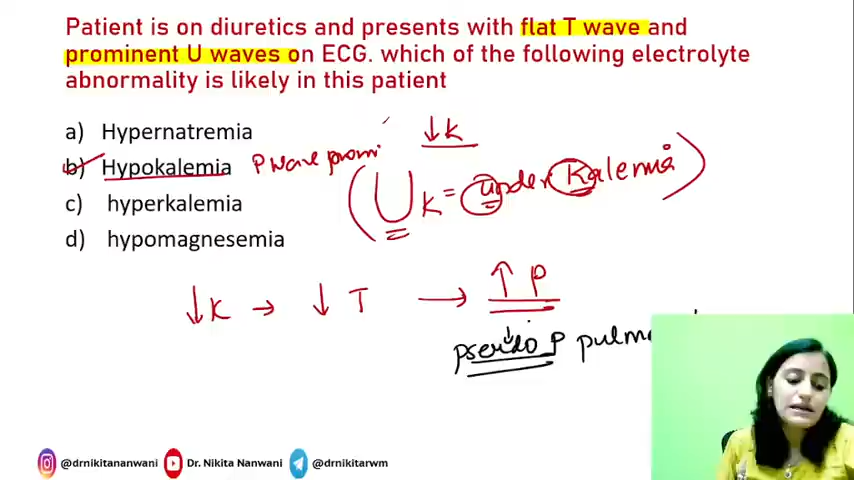 Patient is on diuretics and presents with flat T wave and
prominent U waves on ECG. which of the following electrolyte
abnormality is likely in this patient
a) Hypernatremia
b) Hypokalemia P wave promi
↓K
c) hyperkalemia
(U K = under Kalemia)
d) hypomagnesemia
↓K → ↓ T → ↑ P
↓
pseudo P pulm
@drnikitananwani Dr. Nikita Nanwani @drnikitarwm